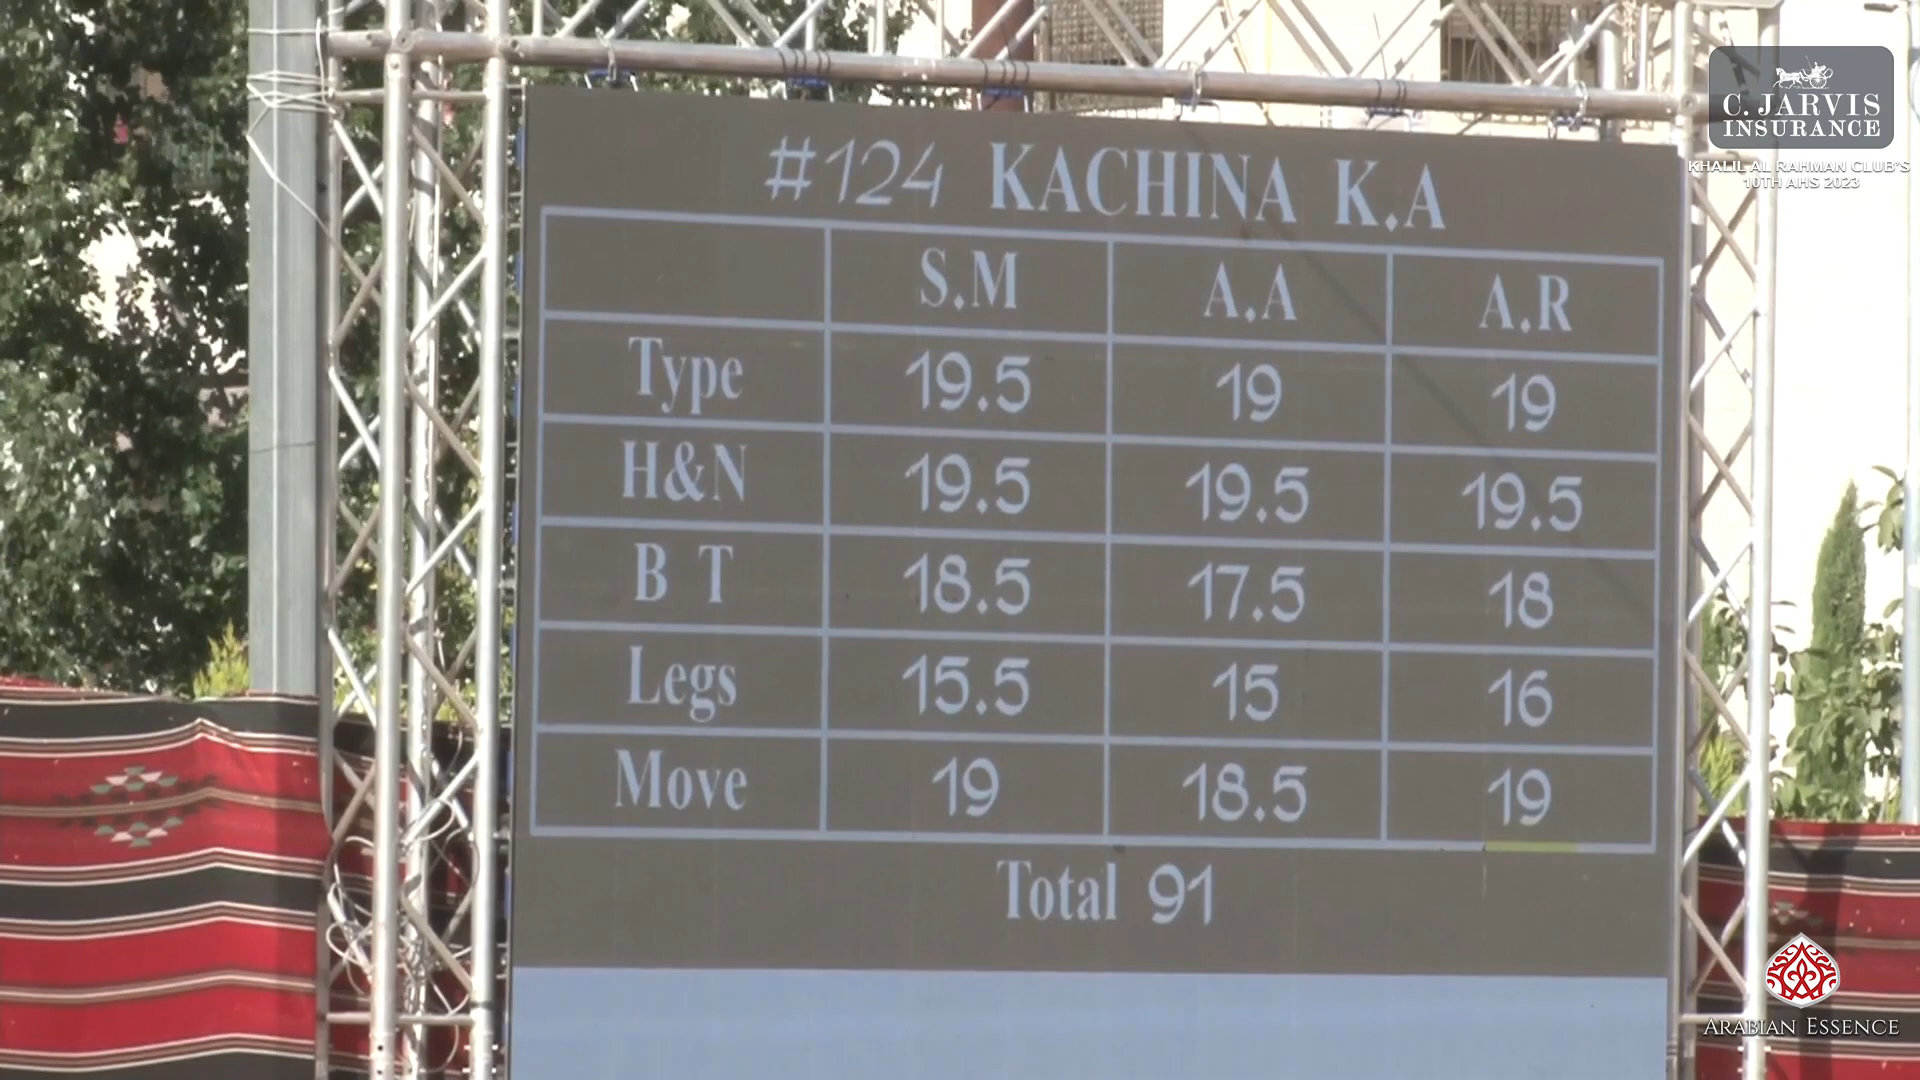 C. JARVIS
INSURANCE
KHALIL AL RAHMAN CLUB'S
10TH AHS 2023
#124 KACHINA K.A
S.M A.A A.R
Type 19.5 19 19
H&N 19.5 19.5 19.5
B T 18.5 17.5 18
Legs 15.5 15 16
Move 19 18.5 19
Total 91
ARABIAN ESSENCE